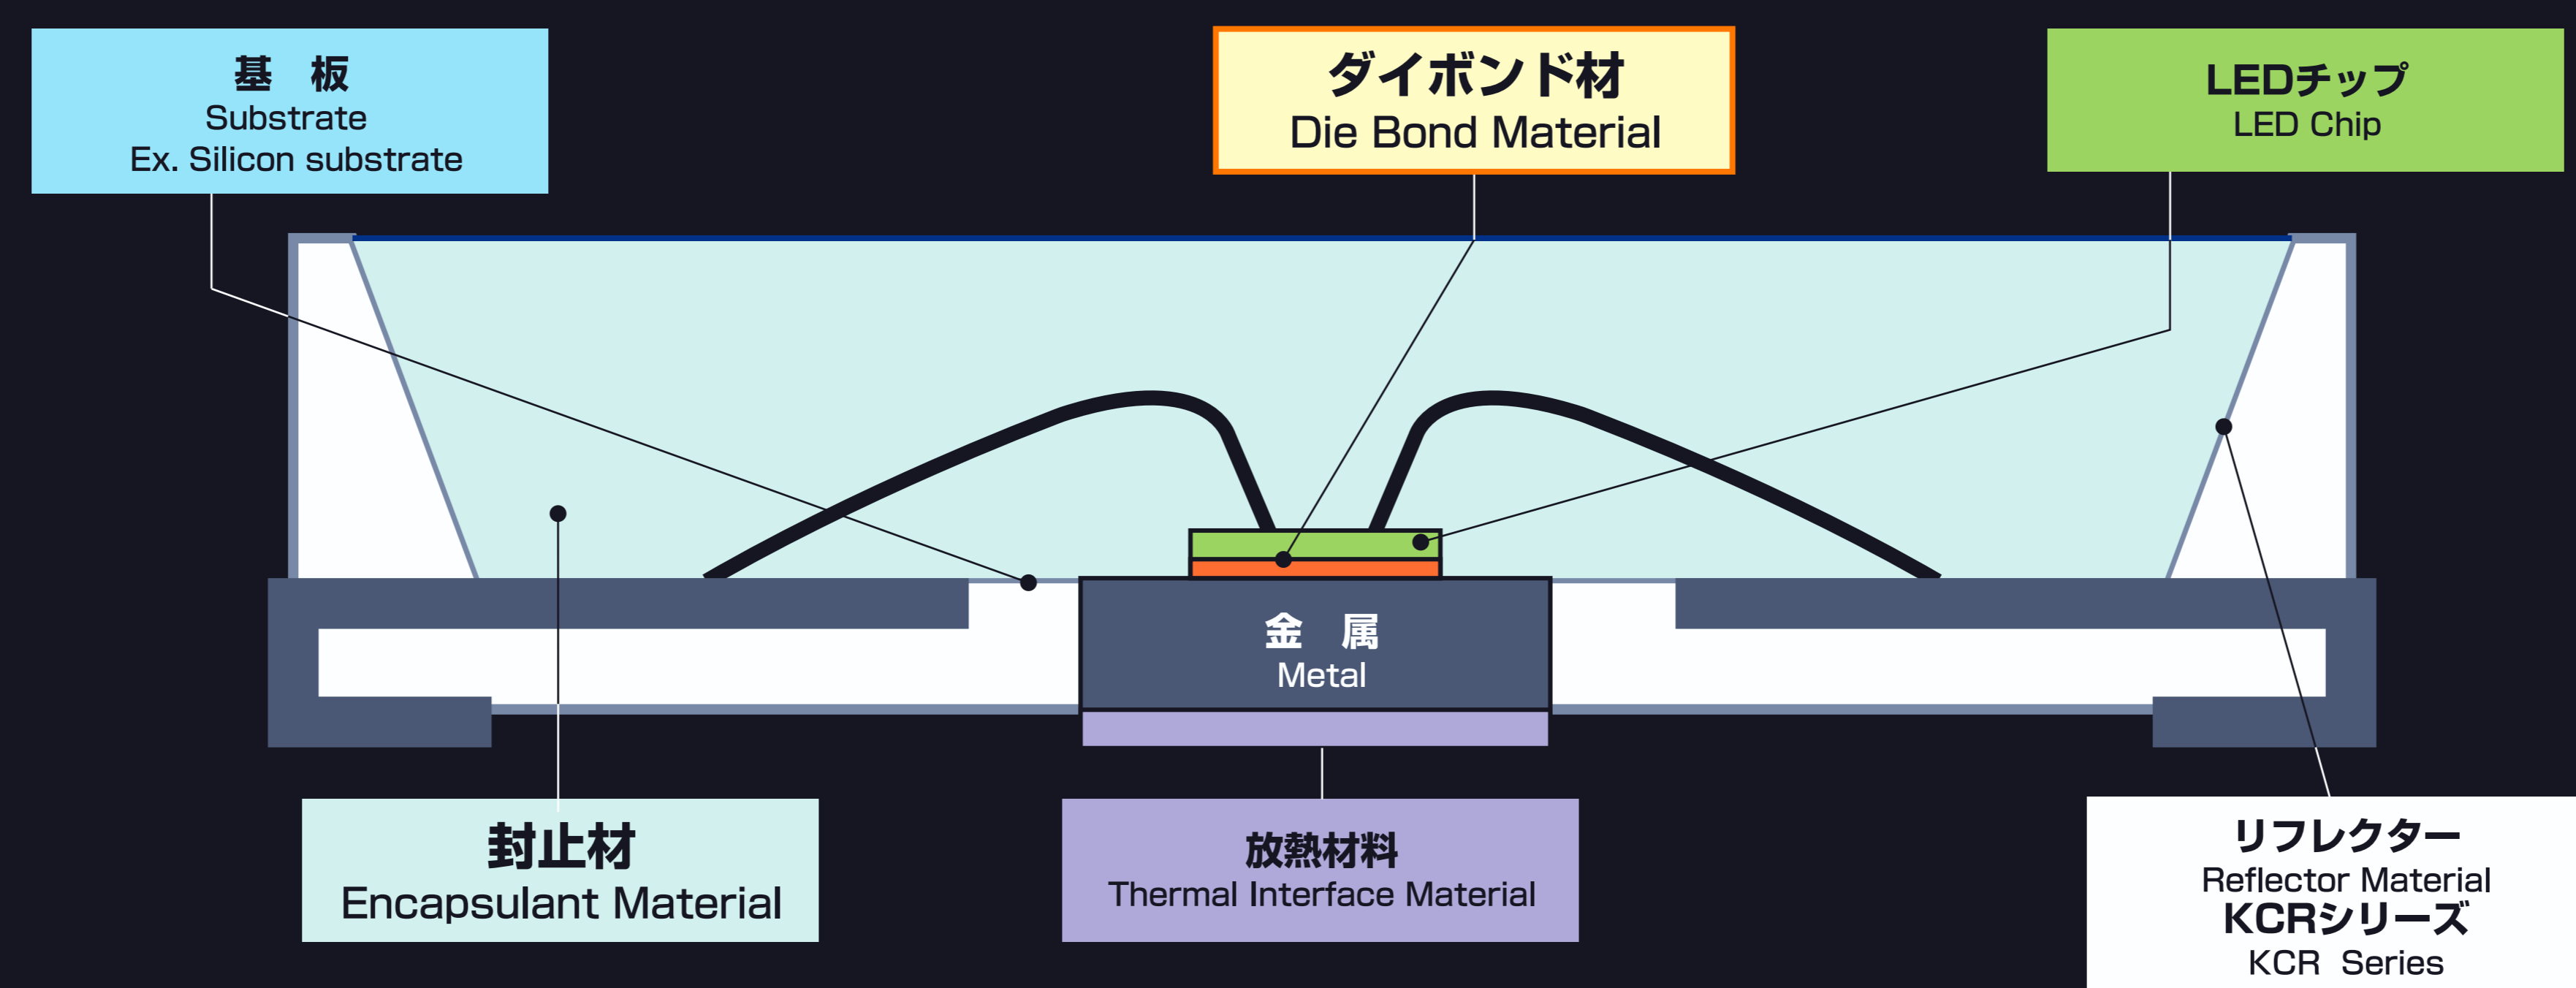 基　板
Substrate
Ex. Silicon substrate
ダイボンド材
Die Bond Material
LEDチップ
LED Chip
金　属
Metal
封止材
Encapsulant Material
放熱材料
Thermal Interface Material
リフレクター
Reflector Material
KCRシリーズ
KCR Series